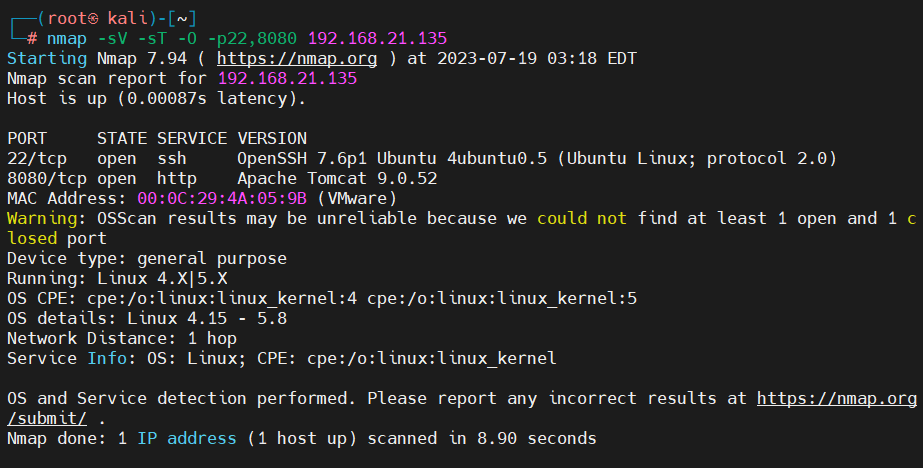 ┌──(root㉿ kali)-[~]
└─# nmap -sV -sT -O -p22,8080 192.168.21.135
Starting Nmap 7.94 ( https://nmap.org ) at 2023-07-19 03:18 EDT
Nmap scan report for 192.168.21.135
Host is up (0.00087s latency).

PORT     STATE SERVICE VERSION
22/tcp   open  ssh     OpenSSH 7.6p1 Ubuntu 4ubuntu0.5 (Ubuntu Linux; protocol 2.0)
8080/tcp open  http    Apache Tomcat 9.0.52
MAC Address: 00:0C:29:4A:05:9B (VMware)
Warning: OSScan results may be unreliable because we could not find at least 1 open and 1 c
losed port
Device type: general purpose
Running: Linux 4.X|5.X
OS CPE: cpe:/o:linux:linux_kernel:4 cpe:/o:linux:linux_kernel:5
OS details: Linux 4.15 - 5.8
Network Distance: 1 hop
Service Info: OS: Linux; CPE: cpe:/o:linux:linux_kernel

OS and Service detection performed. Please report any incorrect results at https://nmap.org
/submit/ .
Nmap done: 1 IP address (1 host up) scanned in 8.90 seconds